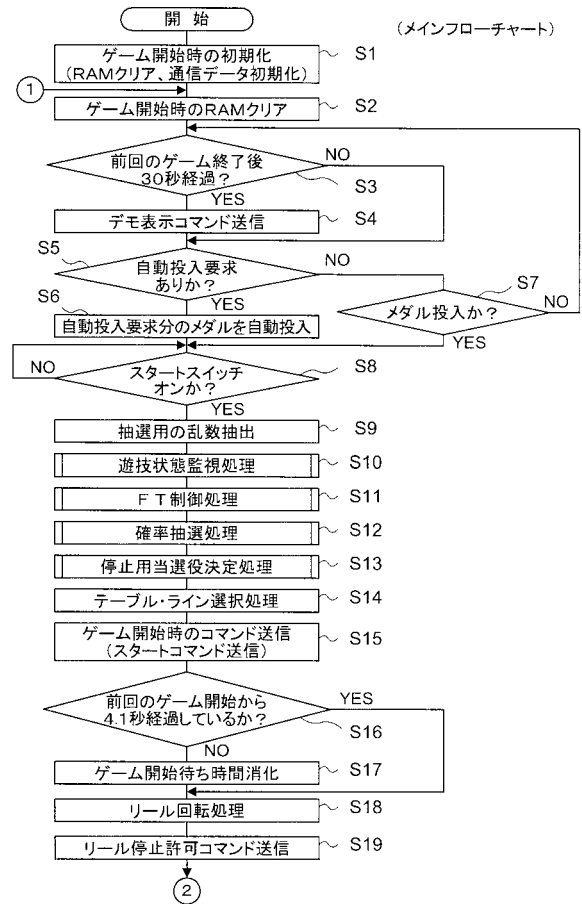 開始
(メインフローチャート)
ゲーム開始時の初期化
(RAMクリア、通信データ初期化)
S1
1
ゲーム開始時のRAMクリア
S2
前回のゲーム終了後
30秒経過?
NO
S3
YES
デモ表示コマンド送信
S4
S5
自動投入要求
ありか?
NO
YES
S7
メダル投入か?
NO
YES
S6
自動投入要求分のメダルを自動投入
NO
スタートスイッチ
オンか?
S8
YES
抽選用の乱数抽出
S9
遊技状態監視処理
S10
FT制御処理
S11
確率抽選処理
S12
停止用当選役決定処理
S13
テーブル・ライン選択処理
S14
ゲーム開始時のコマンド送信
(スタートコマンド送信)
S15
前回のゲーム開始から
4.1秒経過しているか?
YES
S16
NO
ゲーム開始待ち時間消化
S17
リール回転処理
S18
リール停止許可コマンド送信
S19
2